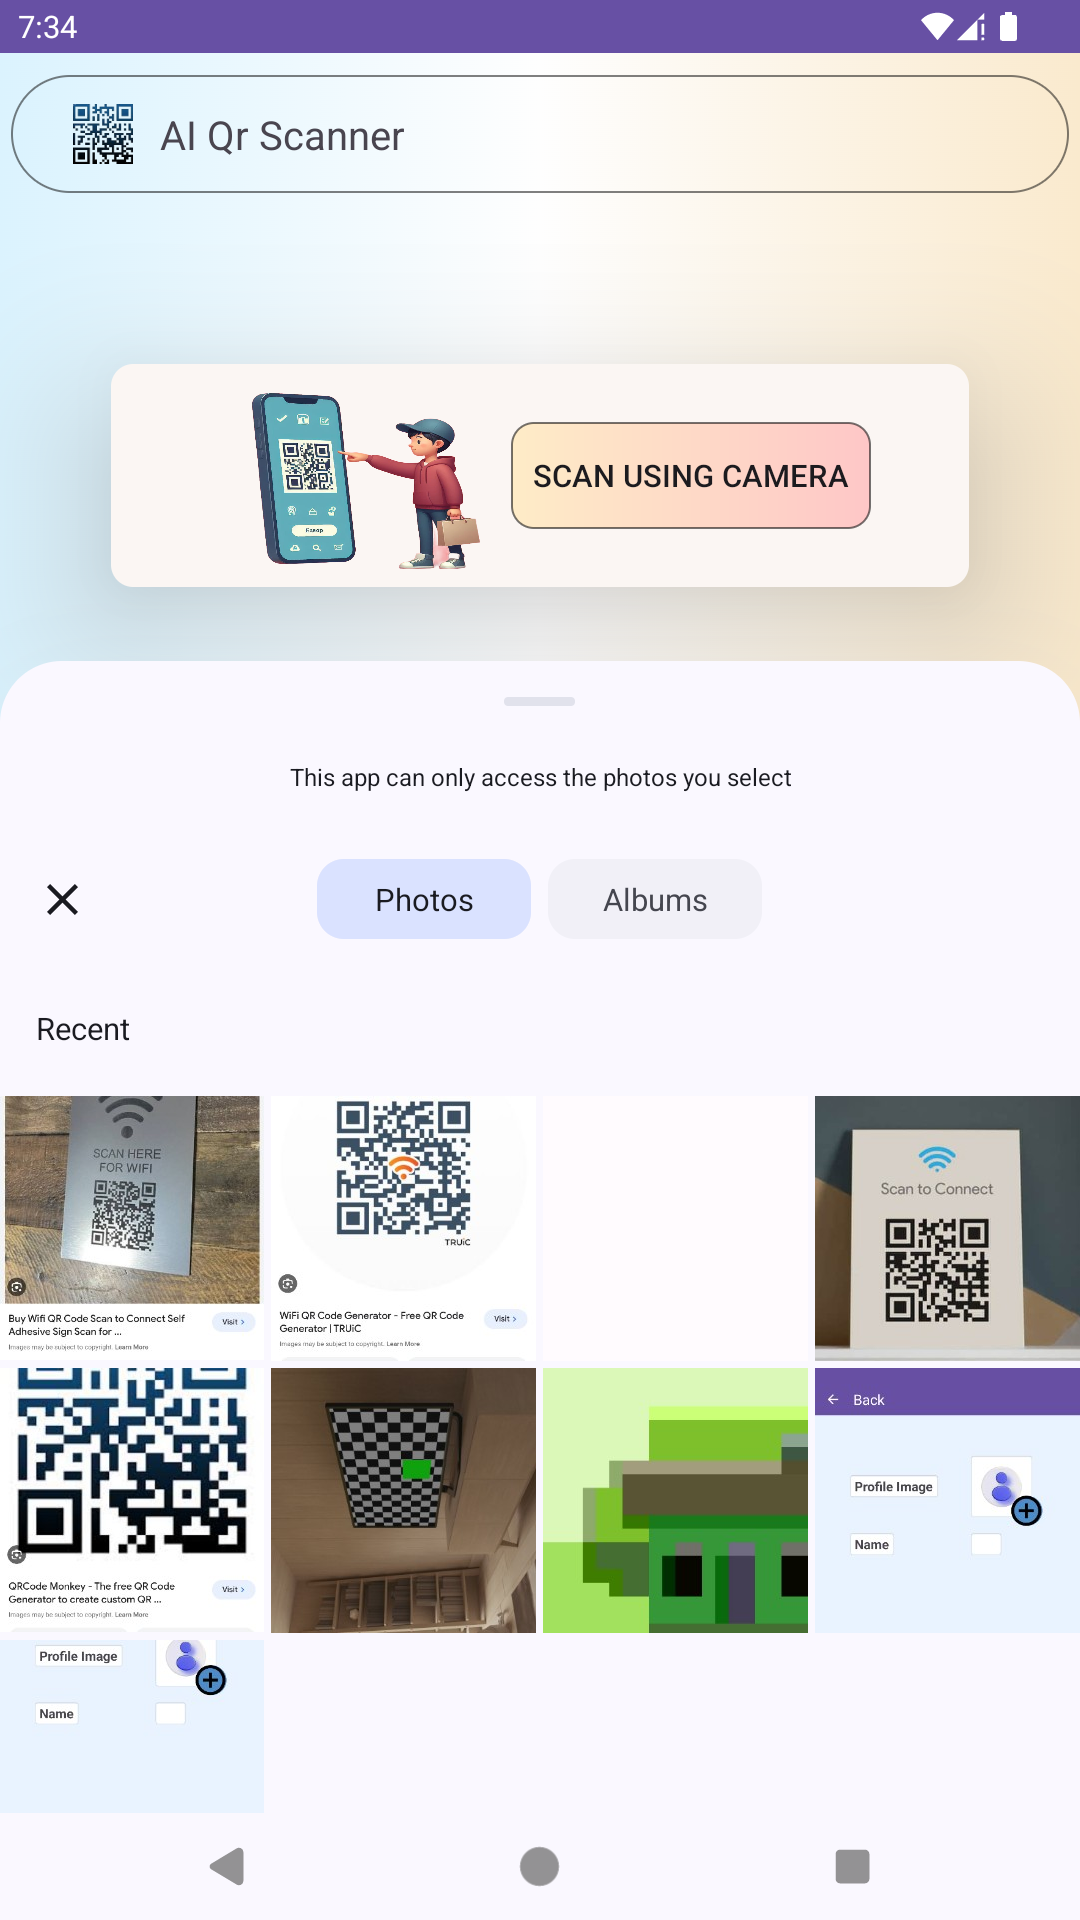 7:34
AI Qr Scanner
SCAN USING CAMERA
This app can only access the photos you select
Photos
Albums
Recent
SCAN HERE
FOR WIFI
Buy Wifi QR Code Scan to Connect Self
Adhesive Sign Scan for ...
Visit >
Images may be subject to copyright. Learn More
TRUiC
WiFi QR Code Generator - Free QR Code
Generator | TRUiC
Visit >
Images may be subject to copyright. Learn More
Scan to Connect
QRCode Monkey - The free QR Code
Generator to create custom QR ...
Visit >
Images may be subject to copyright. Learn More
Back
Profile Image
Name
Profile Image
Name